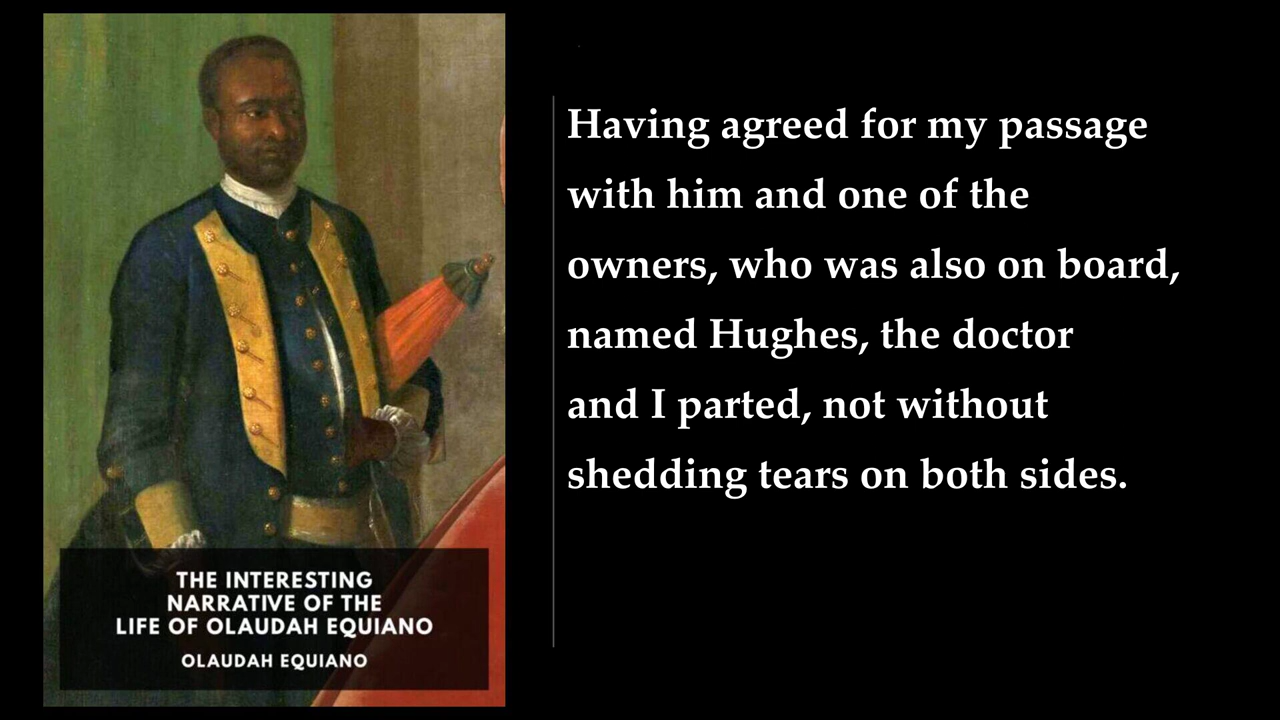 Having agreed for my passage
with him and one of the
owners, who was also on board,
named Hughes, the doctor
and I parted, not without
shedding tears on both sides.
THE INTERESTING
NARRATIVE OF THE
LIFE OF OLAUDAH EQUIANO
OLAUDAH EQUIANO